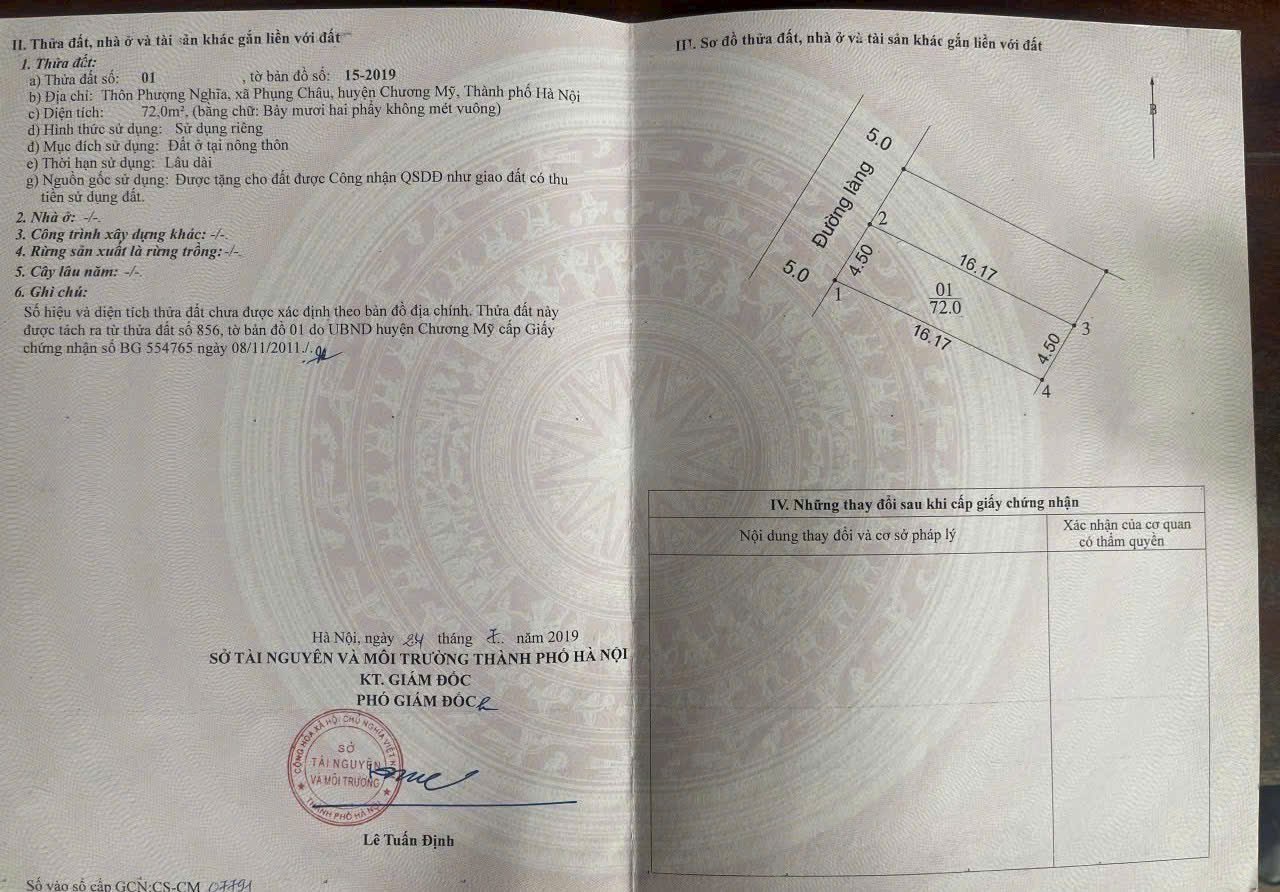 II. Thửa đất, nhà ở và tài sản khác gắn liền với đất
1. Thửa đất:
a) Thửa đất số: 01 , tờ bản đồ số: 15-2019
b) Địa chỉ: Thôn Phượng Nghĩa, xã Phụng Châu, huyện Chương Mỹ, Thành phố Hà Nội
c) Diện tích: 72,0m², (bằng chữ: Bảy mươi hai phẩy không mét vuông)
d) Hình thức sử dụng: Sử dụng riêng
đ) Mục đích sử dụng: Đất ở tại nông thôn
e) Thời hạn sử dụng: Lâu dài
g) Nguồn gốc sử dụng: Được tặng cho đất được Công nhận QSDĐ như giao đất có thu
tiền sử dụng đất.
2. Nhà ở: -/-.
3. Công trình xây dựng khác: -/-.
4. Rừng sản xuất là rừng trồng: -/-.
5. Cây lâu năm: -/-.
6. Ghi chú:
Số hiệu và diện tích thửa đất chưa được xác định theo bản đồ địa chính. Thửa đất này
được tách ra từ thửa đất số 856, tờ bản đồ 01 do UBND huyện Chương Mỹ cấp Giấy
chứng nhận số BG 554765 ngày 08/11/2011./.
Hà Nội, ngày 24 tháng năm 2019
SỞ TÀI NGUYÊN VÀ MÔI TRƯỜNG THÀNH PHỐ HÀ NỘI
KT. GIÁM ĐỐC
PHÓ GIÁM ĐỐC
CỘNG HÒA XÃ HỘI CHỦ NGHĨA VIỆT N
SỞ
TÀI NGUYÊN
VÀ MÔI TRƯỜNG
THÀNH PHỐ HÀ NỘI
Lê Tuấn Định
Số vào sổ cấp GCN:CS-CM 07791
III. Sơ đồ thửa đất, nhà ở và tài sản khác gắn liền với đất
B
5.0
Đường làng
2
4.50
5.0
16.17
1
01
72.0
3
16.17
4.50
4
IV. Những thay đổi sau khi cấp giấy chứng nhận
Nội dung thay đổi và cơ sở pháp lý
Xác nhận của cơ quan
có thẩm quyền